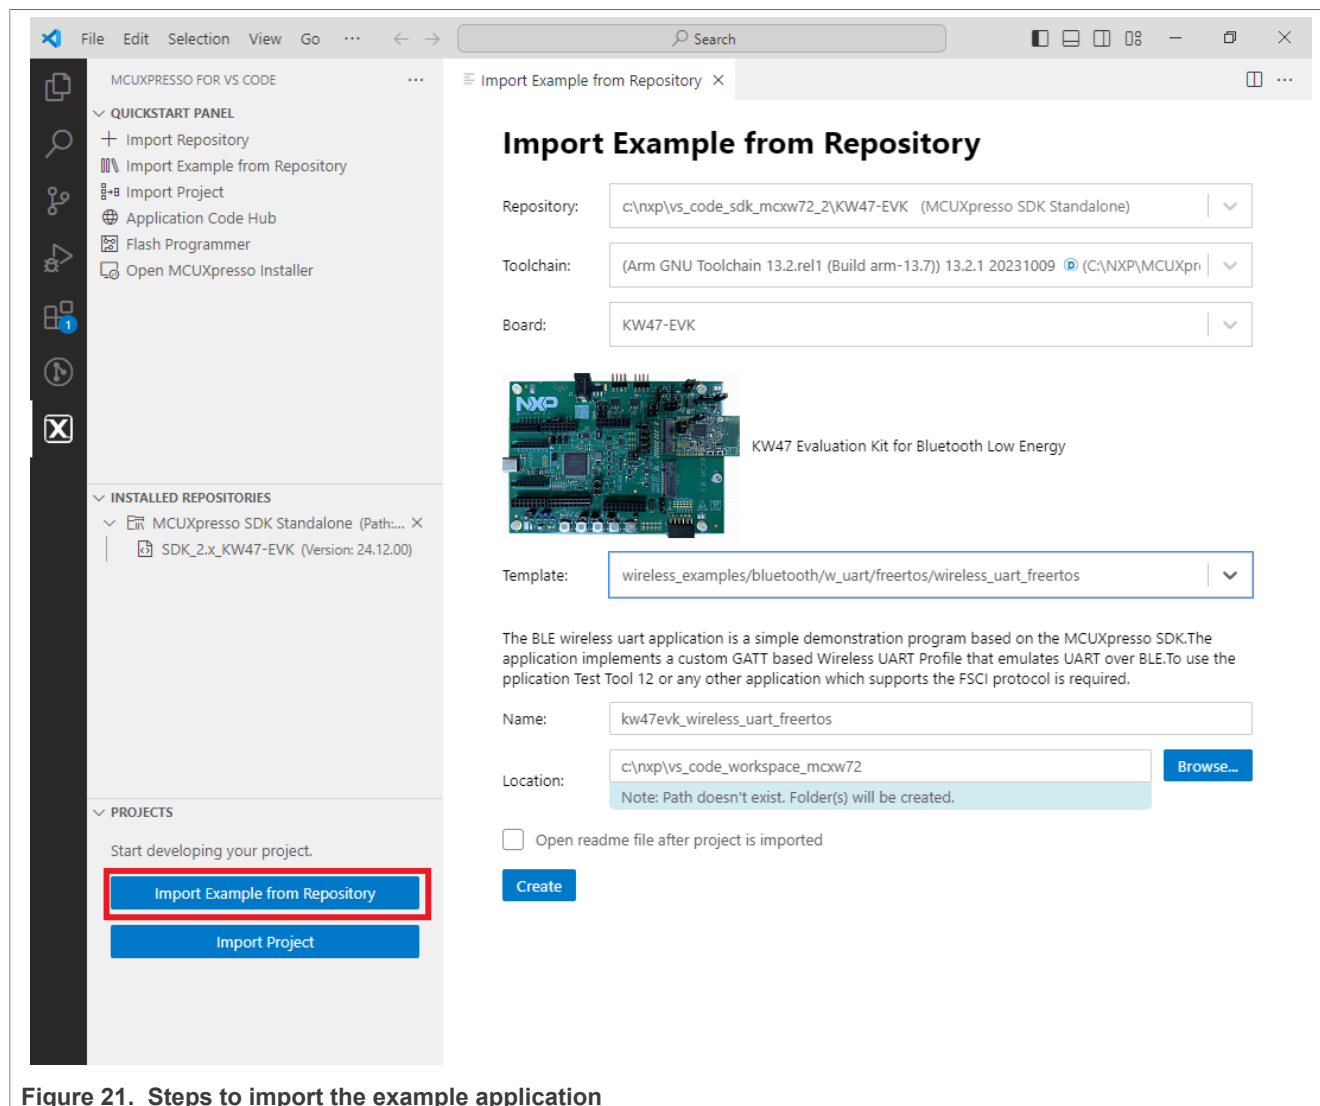 File Edit Selection View Go ··· Search
MCUXPRESSO FOR VS CODE ···
Import Example from Repository
QUICKSTART PANEL
Import Repository
Import Example from Repository
Import Project
Application Code Hub
Flash Programmer
Open MCUXpresso Installer
1
INSTALLED REPOSITORIES
MCUXpresso SDK Standalone (Path:...
SDK_2.x_KW47-EVK (Version: 24.12.00)
PROJECTS
Start developing your project.
Import Example from Repository
Import Project
Import Example from Repository
Repository: c:\nxp\vs_code_sdk_mcxw72_2\KW47-EVK (MCUXpresso SDK Standalone)
Toolchain: (Arm GNU Toolchain 13.2.rel1 (Build arm-13.7)) 13.2.1 20231009 (C:\NXP\MCUXpr
Board: KW47-EVK
NXP
KW47 Evaluation Kit for Bluetooth Low Energy
Template: wireless_examples/bluetooth/w_uart/freertos/wireless_uart_freertos
The BLE wireless uart application is a simple demonstration program based on the MCUXpresso SDK.The
application implements a custom GATT based Wireless UART Profile that emulates UART over BLE.To use the
pplication Test Tool 12 or any other application which supports the FSCI protocol is required.
Name: kw47evk_wireless_uart_freertos
Location: c:\nxp\vs_code_workspace_mcxw72 Browse...
Note: Path doesn't exist. Folder(s) will be created.
Open readme file after project is imported
Create
Figure 21. Steps to import the example application